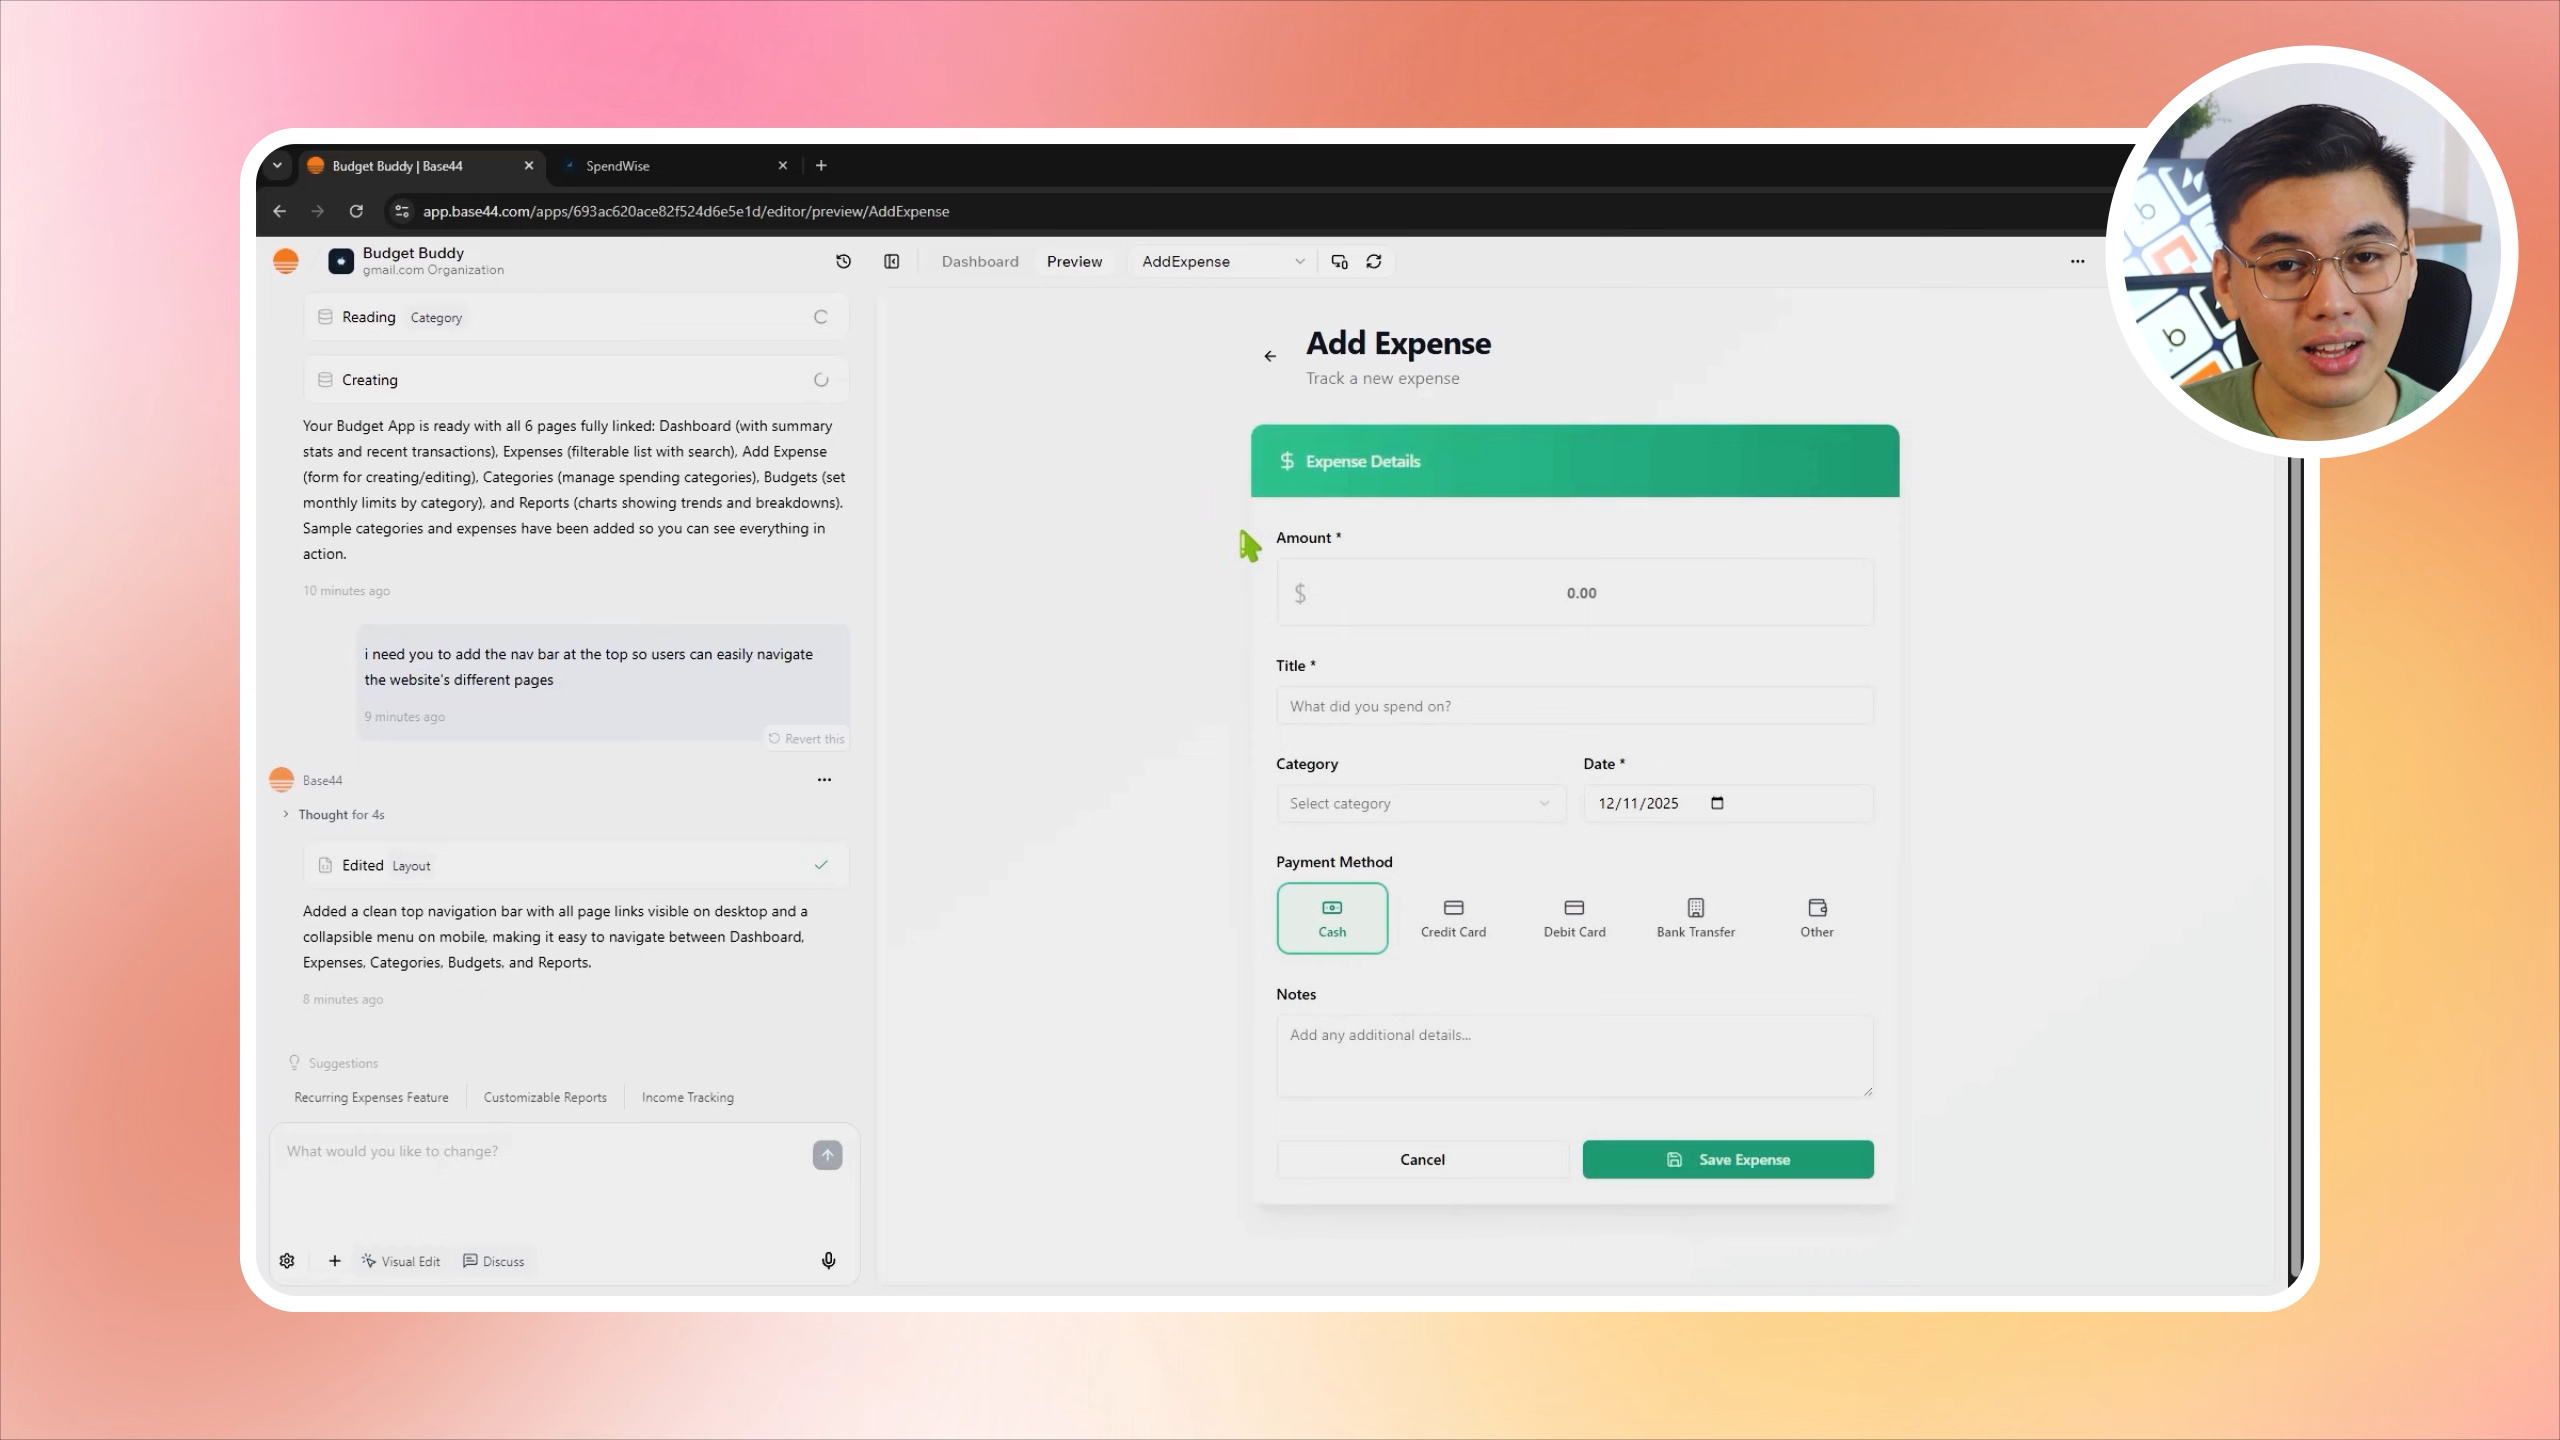 Budget Buddy | Base44
SpendWise
app.base44.com/apps/693ac620ace82f524d6e5e1d/editor/preview/AddExpense
Budget Buddy
gmail.com Organization
Dashboard
Preview
AddExpense
Reading Category
Creating
Your Budget App is ready with all 6 pages fully linked: Dashboard (with summary
stats and recent transactions), Expenses (filterable list with search), Add Expense
(form for creating/editing), Categories (manage spending categories), Budgets (set
monthly limits by category), and Reports (charts showing trends and breakdowns).
Sample categories and expenses have been added so you can see everything in
action.
10 minutes ago
i need you to add the nav bar at the top so users can easily navigate
the website's different pages
9 minutes ago
Revert this
Base44
Thought for 4s
Edited Layout
Added a clean top navigation bar with all page links visible on desktop and a
collapsible menu on mobile, making it easy to navigate between Dashboard,
Expenses, Categories, Budgets, and Reports.
8 minutes ago
Suggestions
Recurring Expenses Feature
Customizable Reports
Income Tracking
What would you like to change?
Visual Edit
Discuss
Add Expense
Track a new expense
$ Expense Details
Amount *
$ 0.00
Title *
What did you spend on?
Category
Select category
Date *
12/11/2025
Payment Method
Cash
Credit Card
Debit Card
Bank Transfer
Other
Notes
Add any additional details...
Cancel
Save Expense
b
b